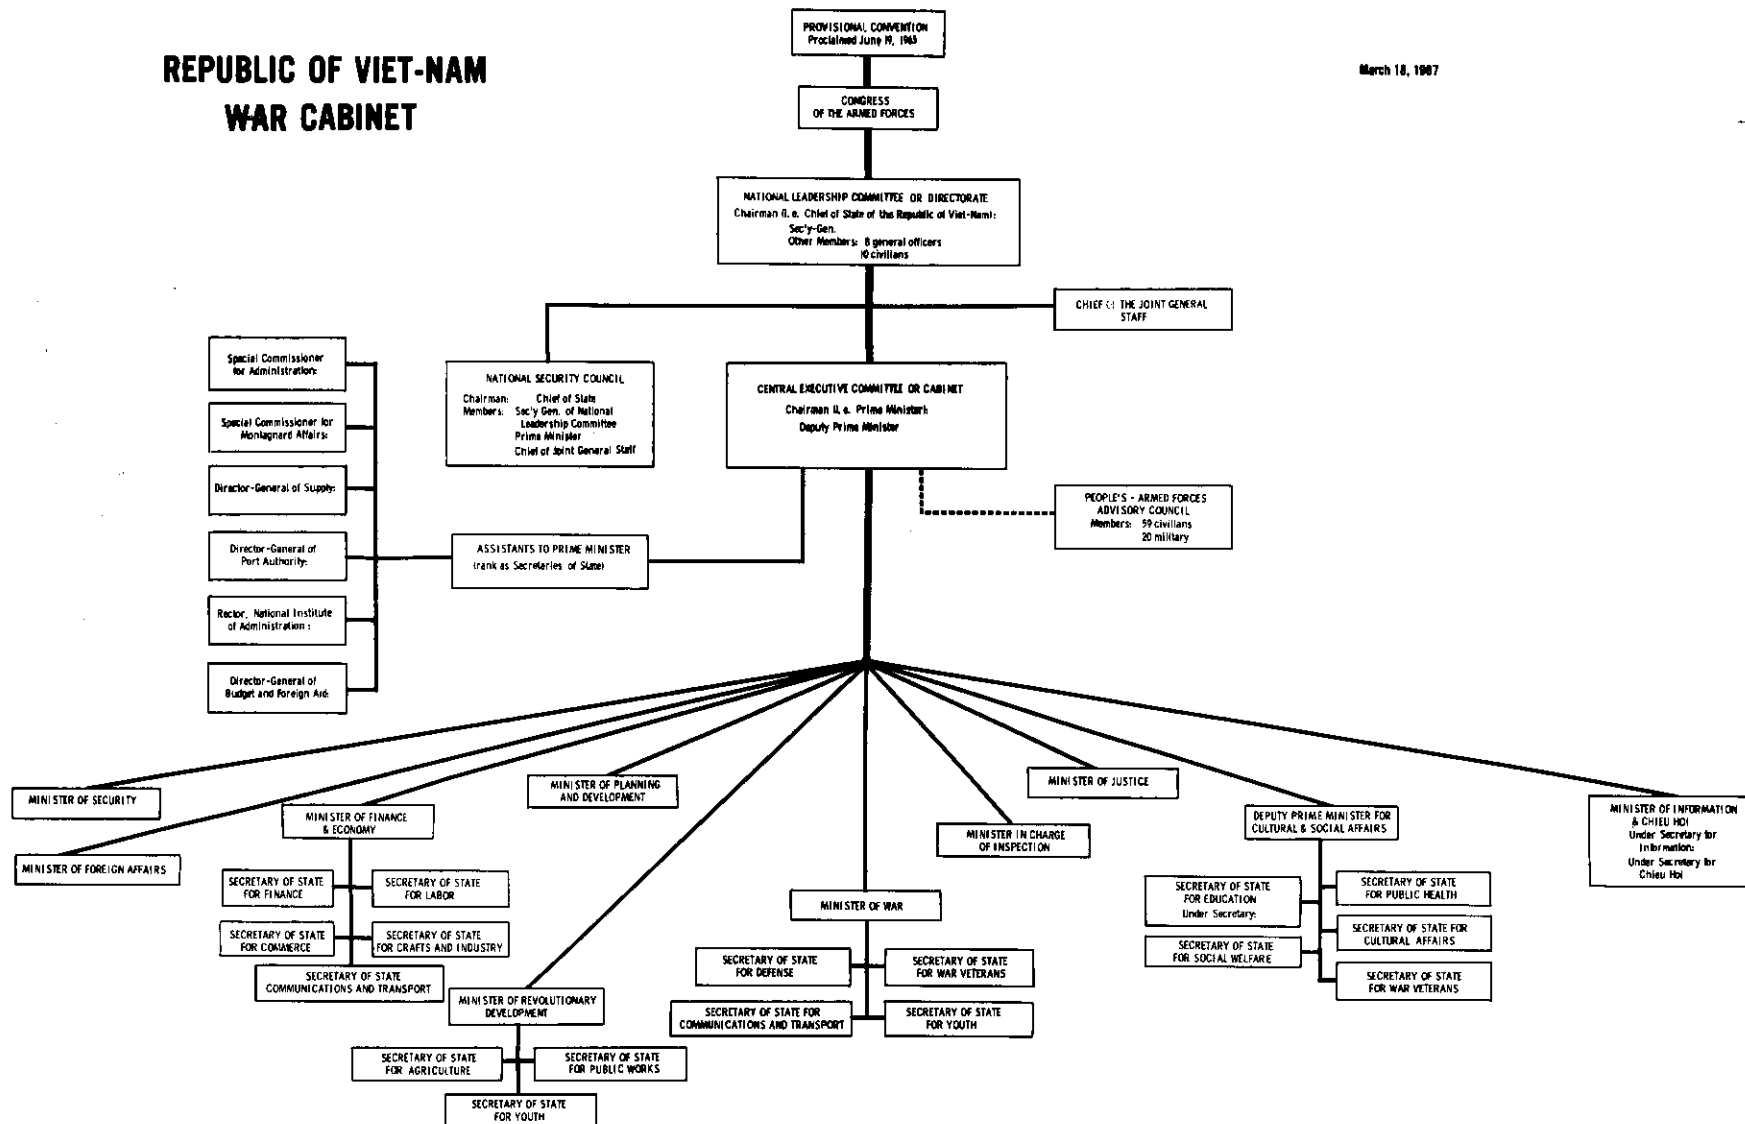 REPUBLIC OF VIET-NAM
WAR CABINET
March 18, 1967
PROVISIONAL CONVENTION
Proclaimed June 19, 1965
CONGRESS
OF THE ARMED FORCES
NATIONAL LEADERSHIP COMMITTEE OR DIRECTORATE
Chairman (i. e. Chief of State of the Republic of Viet-Nam):
Sec'y-Gen.
Other Members: 8 general officers
10 civilians
CHIEF OF THE JOINT GENERAL
STAFF
NATIONAL SECURITY COUNCIL
Chairman: Chief of State
Members: Sec'y Gen. of National
Leadership Committee
Prime Minister
Chief of Joint General Staff
CENTRAL EXECUTIVE COMMITTEE OR CABINET
Chairman (i. e. Prime Minister):
Deputy Prime Minister
Special Commissioner
for Administration:
Special Commissioner for
Montagnard Affairs:
Director-General of Supply:
Director-General of
Port Authority:
Rector, National Institute
of Administration :
Director-General of
Budget and Foreign Aid:
ASSISTANTS TO PRIME MINISTER
(rank as Secretaries of State)
PEOPLE'S - ARMED FORCES
ADVISORY COUNCIL
Members: 59 civilians
20 military
MINISTER OF SECURITY
MINISTER OF FOREIGN AFFAIRS
MINISTER OF FINANCE
& ECONOMY
SECRETARY OF STATE
FOR FINANCE
SECRETARY OF STATE
FOR LABOR
SECRETARY OF STATE
FOR COMMERCE
SECRETARY OF STATE
FOR CRAFTS AND INDUSTRY
SECRETARY OF STATE
COMMUNICATIONS AND TRANSPORT
MINISTER OF PLANNING
AND DEVELOPMENT
MINISTER OF REVOLUTIONARY
DEVELOPMENT
SECRETARY OF STATE
FOR AGRICULTURE
SECRETARY OF STATE
FOR PUBLIC WORKS
SECRETARY OF STATE
FOR YOUTH
MINISTER OF WAR
SECRETARY OF STATE
FOR DEFENSE
SECRETARY OF STATE
FOR WAR VETERANS
SECRETARY OF STATE FOR
COMMUNICATIONS AND TRANSPORT
SECRETARY OF STATE
FOR YOUTH
MINISTER IN CHARGE
OF INSPECTION
MINISTER OF JUSTICE
DEPUTY PRIME MINISTER FOR
CULTURAL & SOCIAL AFFAIRS
SECRETARY OF STATE
FOR EDUCATION
Under Secretary:
SECRETARY OF STATE
FOR PUBLIC HEALTH
SECRETARY OF STATE FOR
CULTURAL AFFAIRS
SECRETARY OF STATE
FOR SOCIAL WELFARE
SECRETARY OF STATE
FOR WAR VETERANS
MINISTER OF INFORMATION
& CHIEU HOI
Under Secretary for
Information:
Under Secretary for
Chieu Hoi